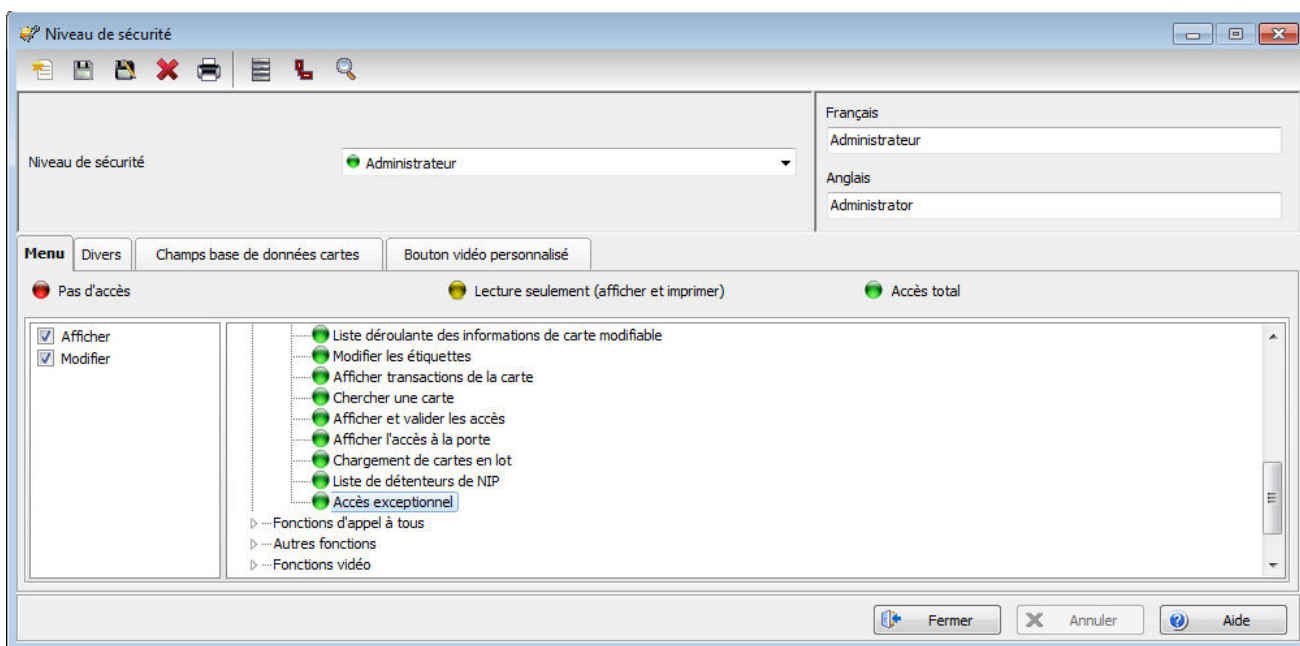 Niveau de sécurité
Français
Administrateur
Niveau de sécurité
Administrateur
Anglais
Administrator
Menu
Divers
Champs base de données cartes
Bouton vidéo personnalisé
Pas d'accès
Lecture seulement (afficher et imprimer)
Accès total
Afficher
Modifier
Liste déroulante des informations de carte modifiable
Modifier les étiquettes
Afficher transactions de la carte
Chercher une carte
Afficher et valider les accès
Afficher l'accès à la porte
Chargement de cartes en lot
Liste de détenteurs de NIP
Accès exceptionnel
Fonctions d'appel à tous
Autres fonctions
Fonctions vidéo
Fermer
Annuler
Aide